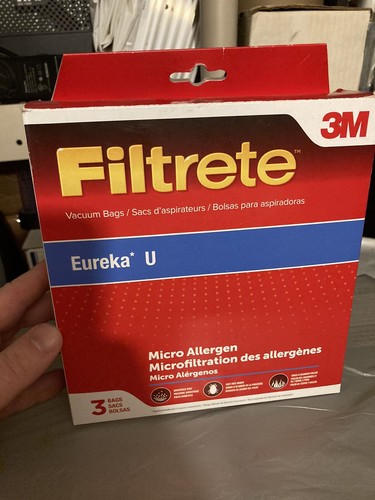 3M
Filtrete™
Vacuum Bags / Sacs d'aspirateurs / Bolsas para aspiradoras
Eureka* U
Micro Allergen
Microfiltration des allergènes
Micro Alérgenos
3 BAGS
SACS
BOLSAS